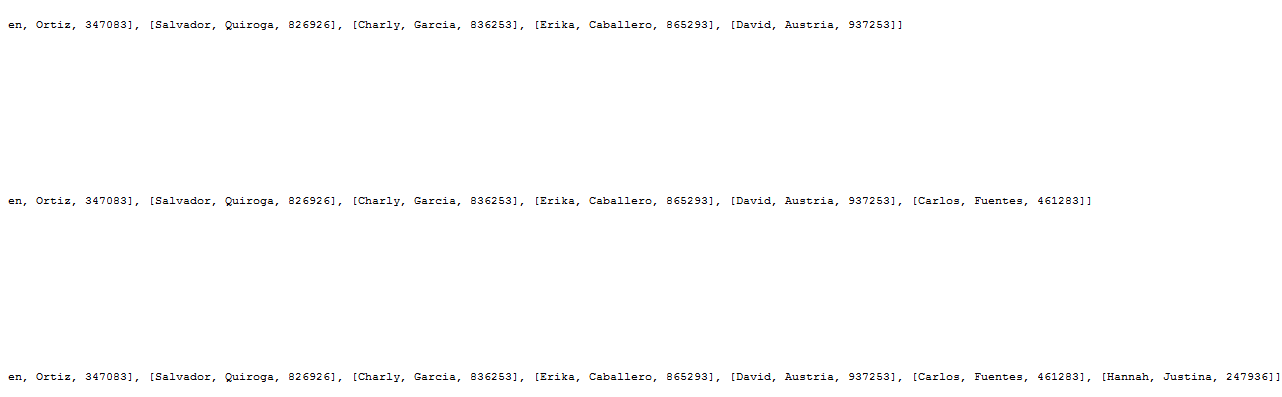 en, Ortiz, 347083], [Salvador, Quiroga, 826926], [Charly, Garcia, 836253], [Erika, Caballero, 865293], [David, Austria, 937253]]
en, Ortiz, 347083], [Salvador, Quiroga, 826926], [Charly, Garcia, 836253], [Erika, Caballero, 865293], [David, Austria, 937253], [Carlos, Fuentes, 461283]]
en, Ortiz, 347083], [Salvador, Quiroga, 826926], [Charly, Garcia, 836253], [Erika, Caballero, 865293], [David, Austria, 937253], [Carlos, Fuentes, 461283], [Hannah, Justina, 247936]]